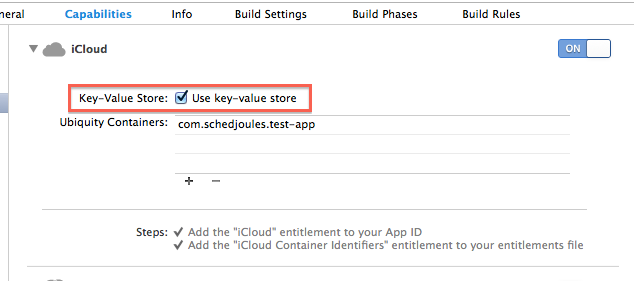 neral Capabilities Info Build Settings Build Phases Build Rules
iCloud ON
Key-Value Store: Use key-value store
Ubiquity Containers: com.schedjoules.test-app
+ −
Steps: ✓ Add the "iCloud" entitlement to your App ID
✓ Add the "iCloud Container Identifiers" entitlement to your entitlements file